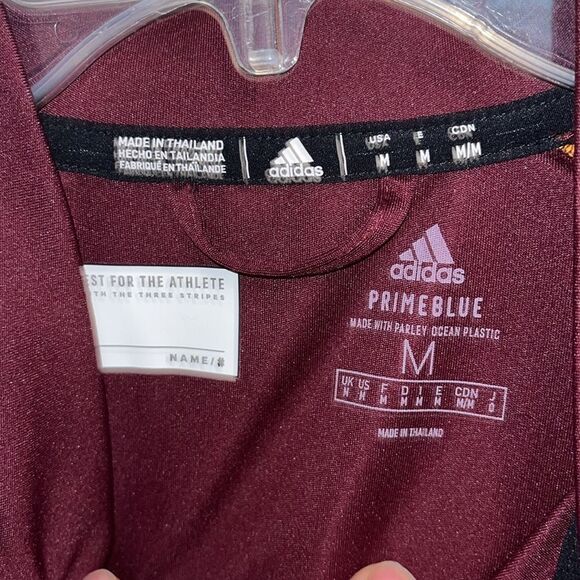 MADE IN THAILAND
HECHO EN TAILANDIA
FABRIQUÉ EN THAÏLANDE
adidas
USA E CDN
M M M/M
EST FOR THE ATHLETE
TH THE THREE STRIPES
NAME/#
adidas
PRIMEBLUE
MADE WITH PARLEY OCEAN PLASTIC
M
UK US F D I E CDN J
M M M M M M M/M O
MADE IN THAILAND